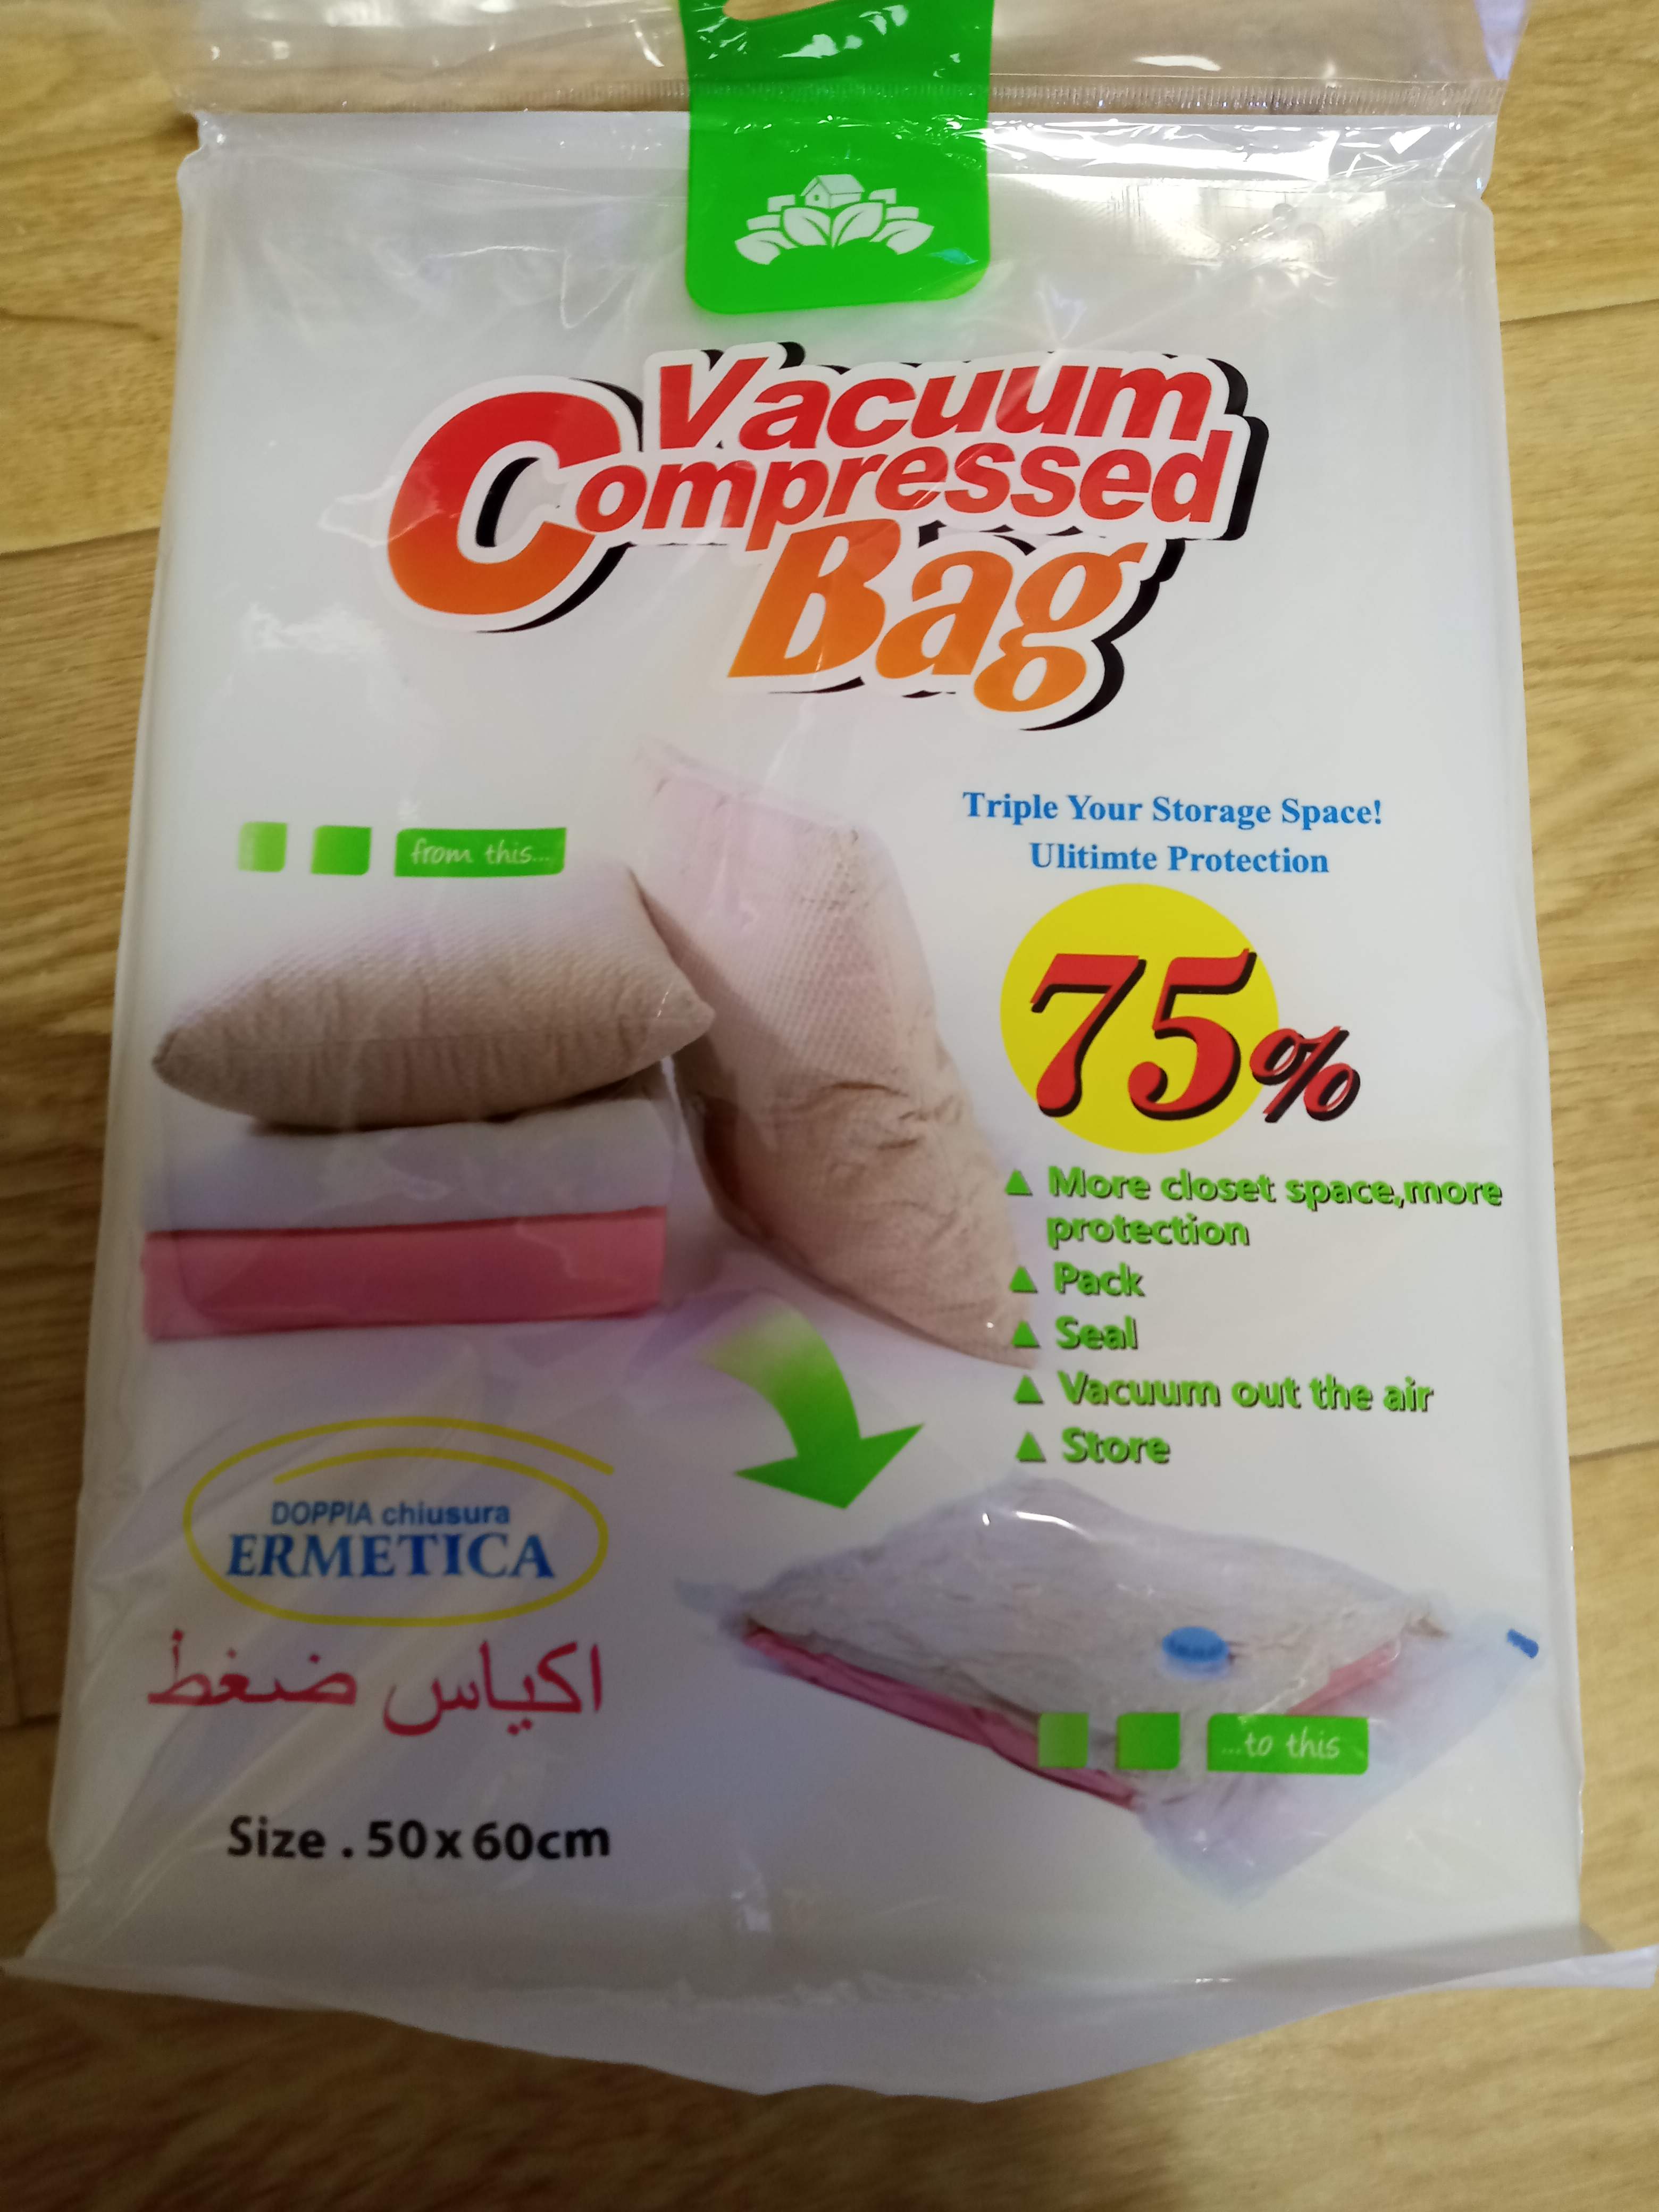 Vacuum
Compressed
Bag
Triple Your Storage Space!
Ulitimte Protection
from this...
75%
▲ More closet space,more
protection
▲ Pack
▲ Seal
▲ Vacuum out the air
▲ Store
DOPPIA chiusura
ERMETICA
اكياس ضغط
...to this
Size . 50x60cm